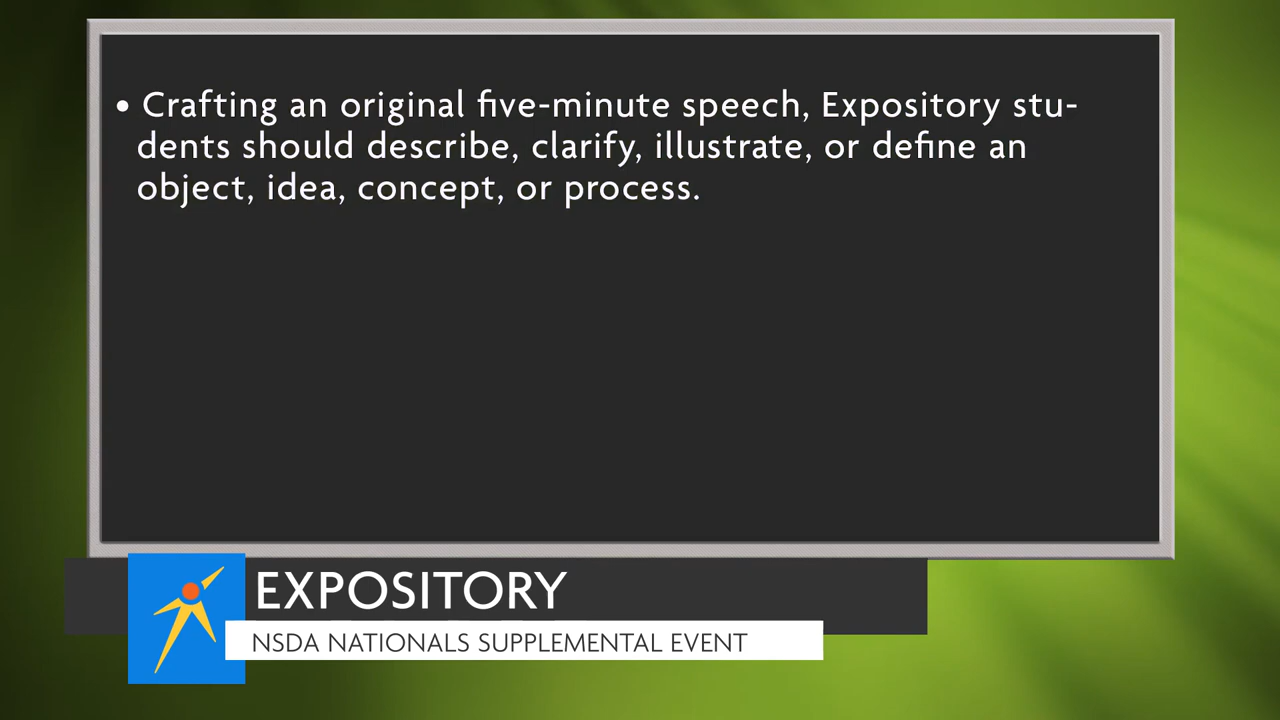 • Crafting an original five-minute speech, Expository stu-
dents should describe, clarify, illustrate, or define an
object, idea, concept, or process.
EXPOSITORY
NSDA NATIONALS SUPPLEMENTAL EVENT